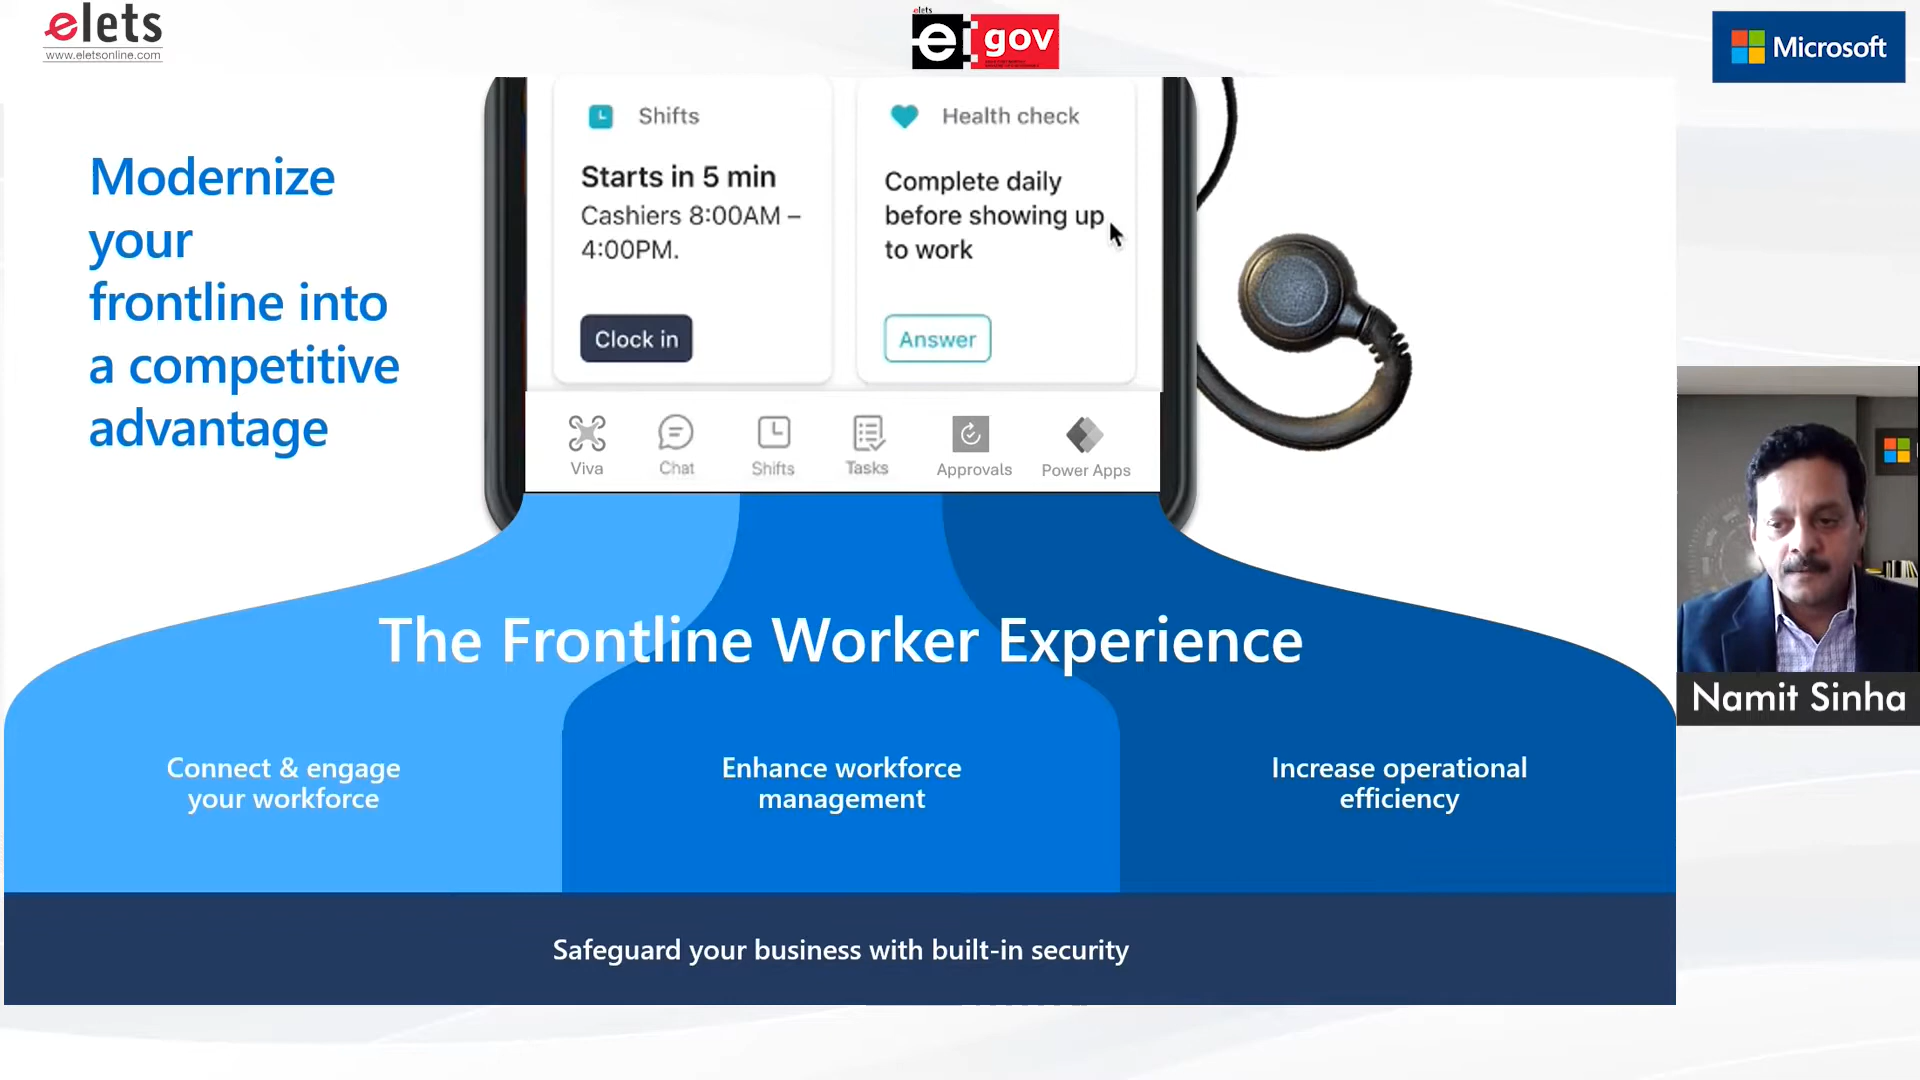 elets
www.eletsonline.com
elets
e gov
Microsoft
Modernize
your
frontline into
a competitive
advantage
Shifts
Starts in 5 min
Cashiers 8:00AM –
4:00PM.
Clock in
Health check
Complete daily
before showing up
to work
Answer
Viva
Chat
Shifts
Tasks
Approvals
Power Apps
The Frontline Worker Experience
Connect & engage
your workforce
Enhance workforce
management
Increase operational
efficiency
Safeguard your business with built-in security
Namit Sinha